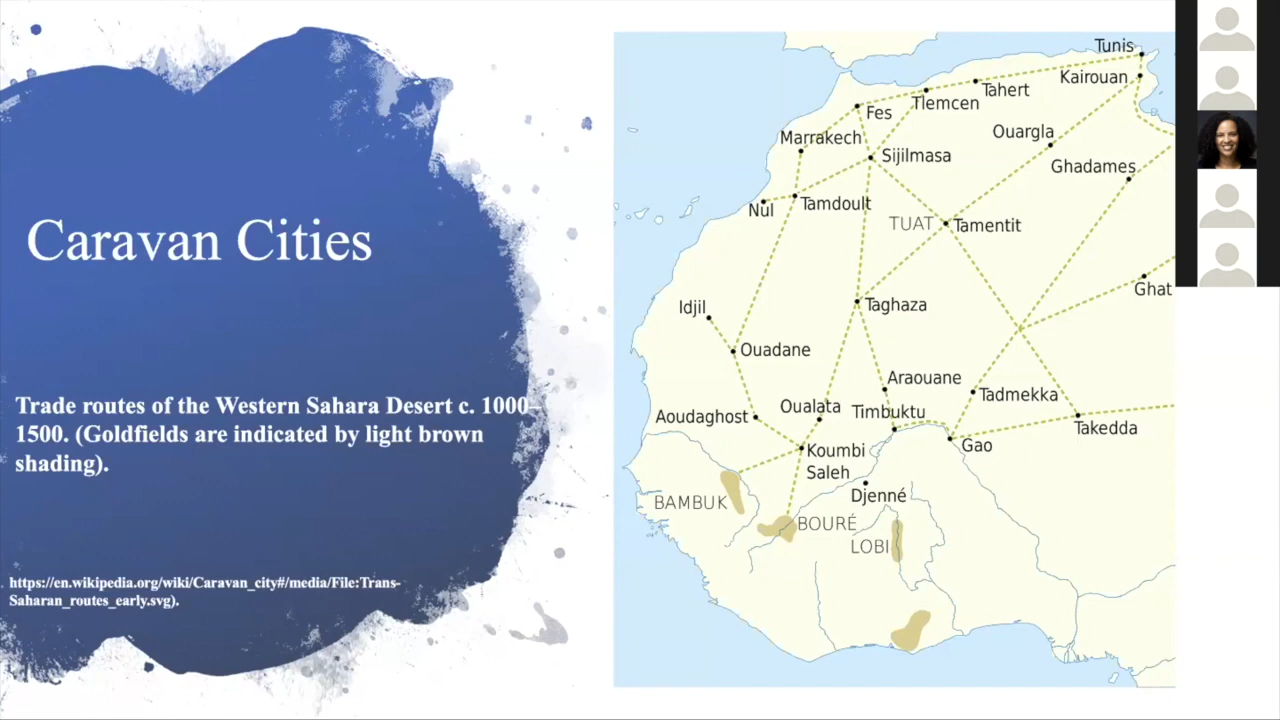 Caravan Cities
Trade routes of the Western Sahara Desert c. 1000–
1500. (Goldfields are indicated by light brown
shading).
https://en.wikipedia.org/wiki/Caravan_city#/media/File:Trans-
Saharan_routes_early.svg).
Tunis
Kairouan
Tahert
Tlemcen
Fes
Marrakech
Ouargla
Sijilmasa
Ghadames
Nul
Tamdoult
TUAT
Tamentit
Ghat
Idjil
Taghaza
Ouadane
Araouane
Tadmekka
Aoudaghost
Oualata
Timbuktu
Takedda
Koumbi
Saleh
Gao
Djenné
BAMBUK
BOURÉ
LOBI